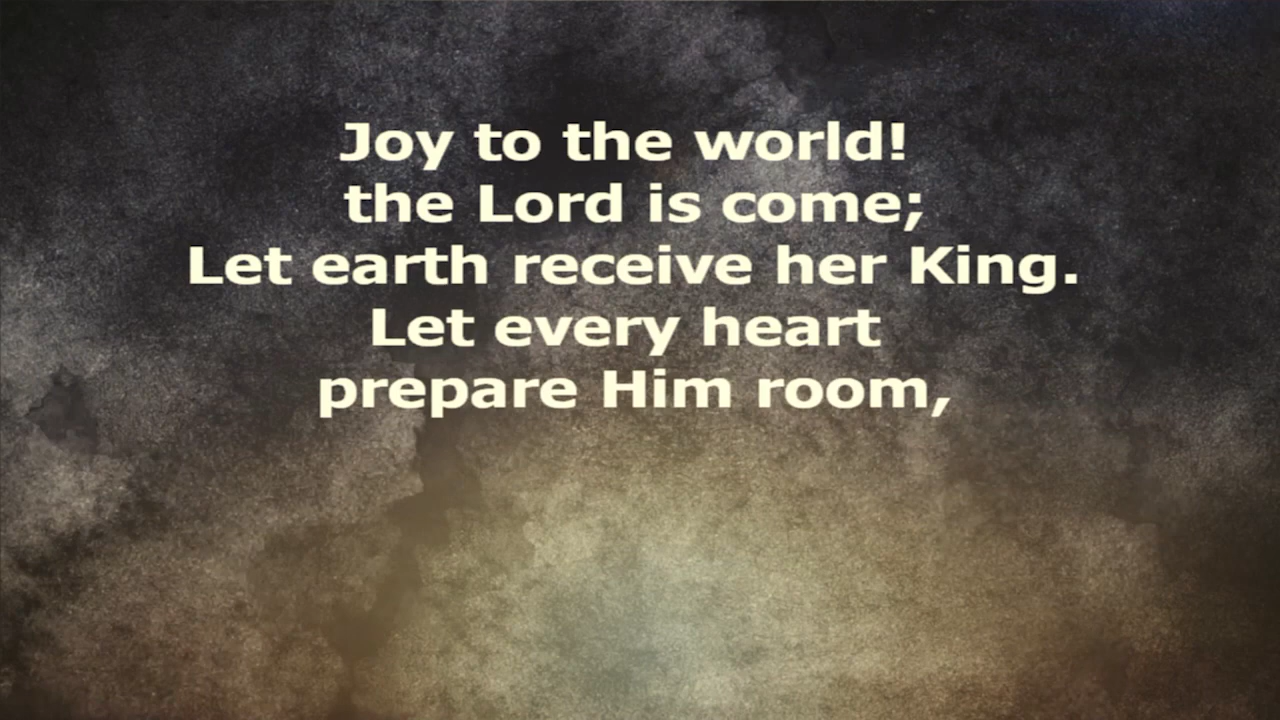 Joy to the world!
the Lord is come;
Let earth receive her King.
Let every heart
prepare Him room,